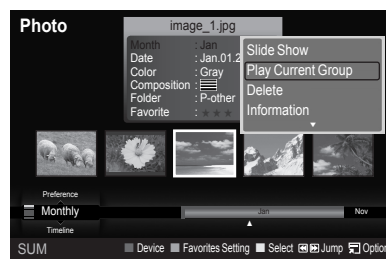 Photo
image_1.jpg
Month : Jan
Date : Jan.01.2
Color : Gray
Composition :
Folder : P-other
Favorite : ★ ★ ★
Slide Show
Play Current Group
Delete
Information
Preference
Monthly
Timeline
Jan
Nov
SUM
Device
Favorites Setting
Select
Jump
Option